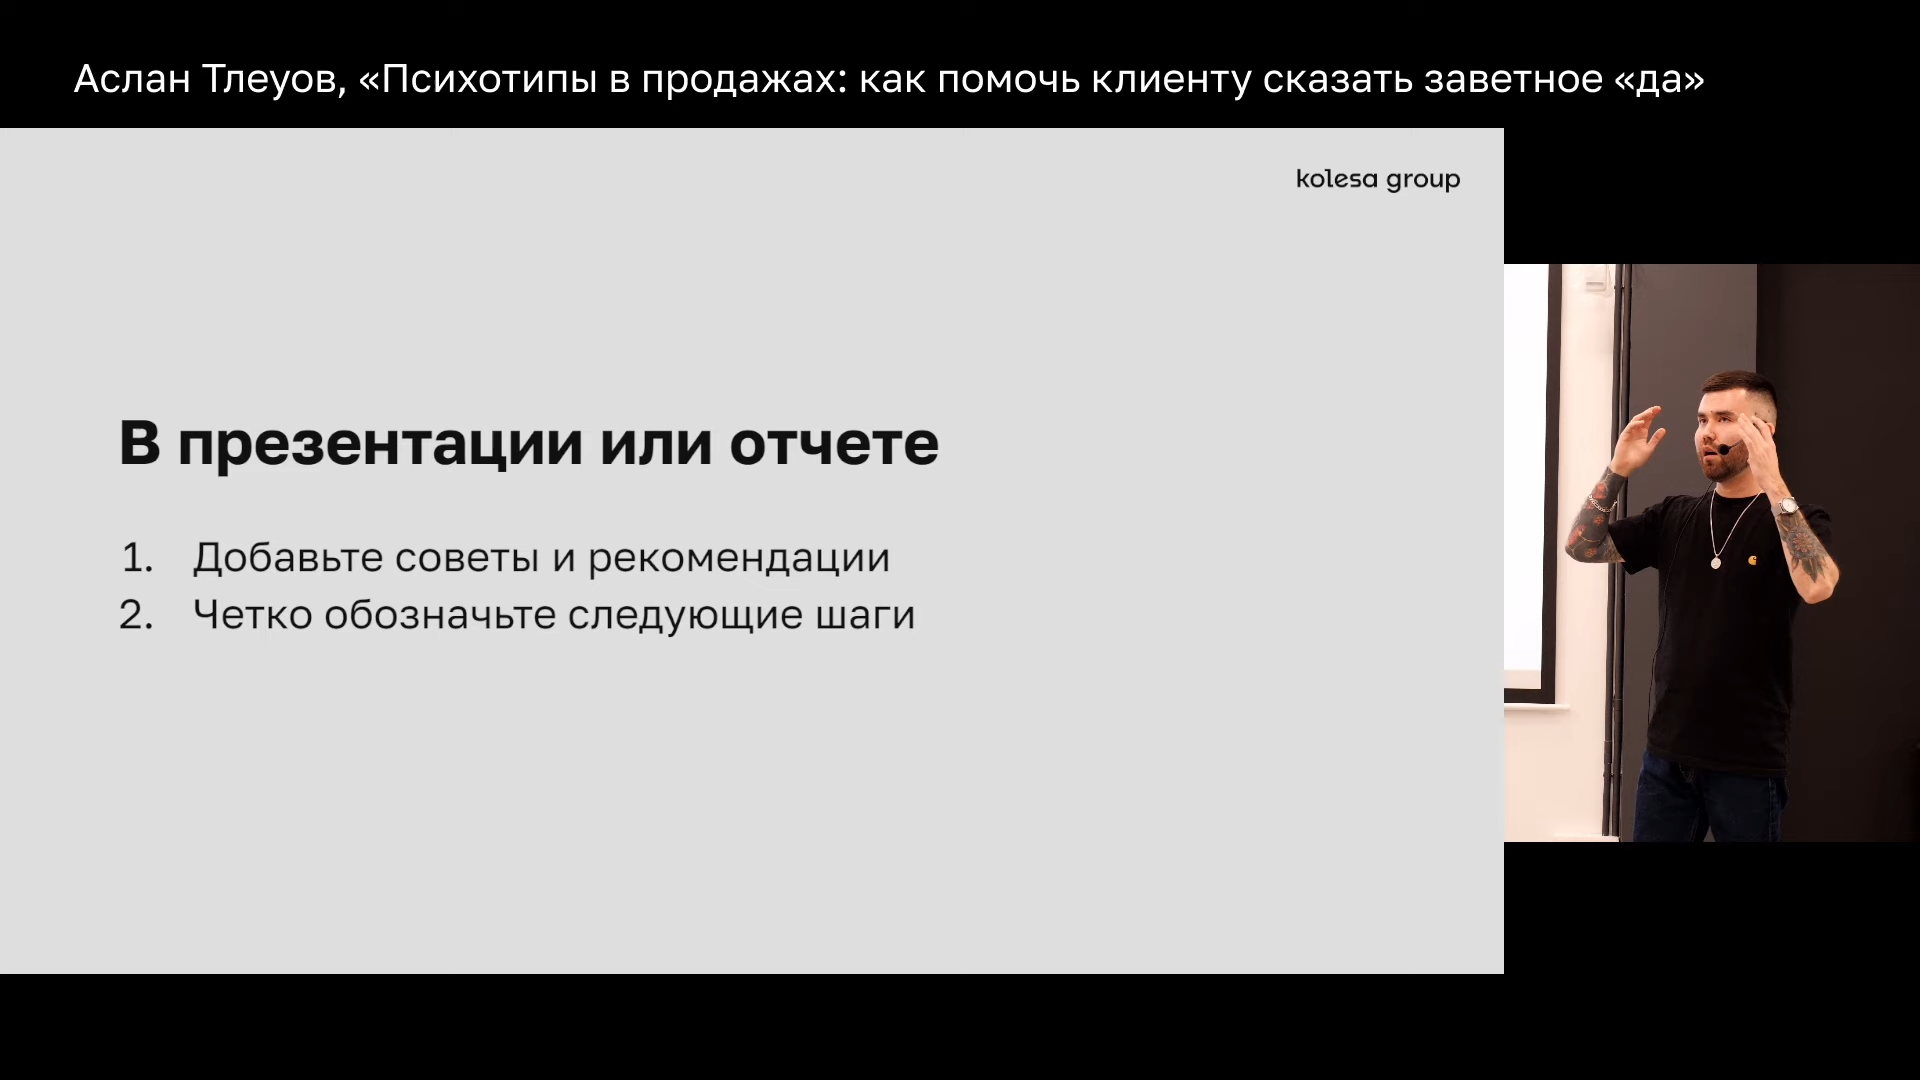 Аслан Тлеуов, «Психотипы в продажах: как помочь клиенту сказать заветное «да»
kolesa group
В презентации или отчете
1. Добавьте советы и рекомендации
2. Четко обозначьте следующие шаги